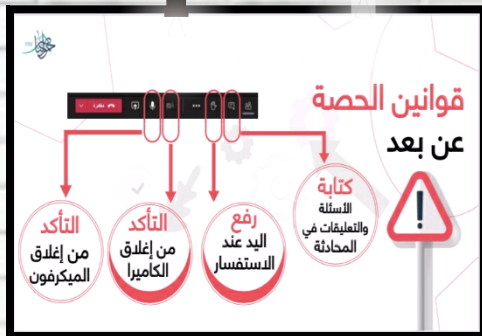 قوانين الحصة
عن بعد
مغادرة
كتابة
الأسئلة
والتعليقات في
المحادثة
رفع
اليد عند
الاستفسار
التأكد
من إغلاق
الكاميرا
التأكد
من إغلاق
الميكرفون